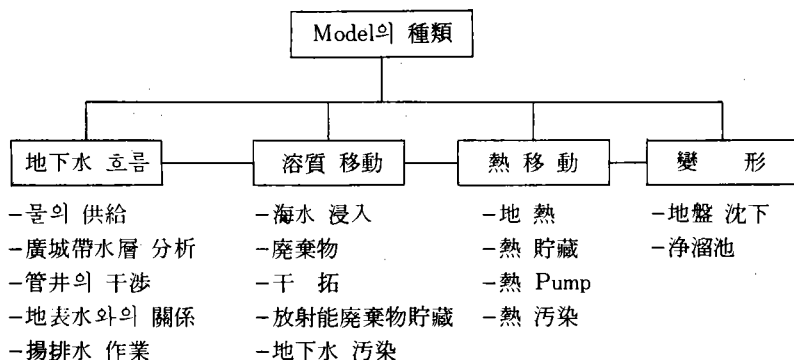 Model의 種類
地下水 흐름
溶質 移動
熱移動
變 形
-물의 供給
-廣域帶水層 分析
-管井의 干渉
-地表水와의 關係
-揚排水 作業
-海水 浸入
-廃棄物
-干 拓
-放射能廃棄物貯藏
-地下水 汚染
-地 熱
-熱 貯藏
-熱 Pump
-熱 汚染
-地盤 沈下
-浄溜池